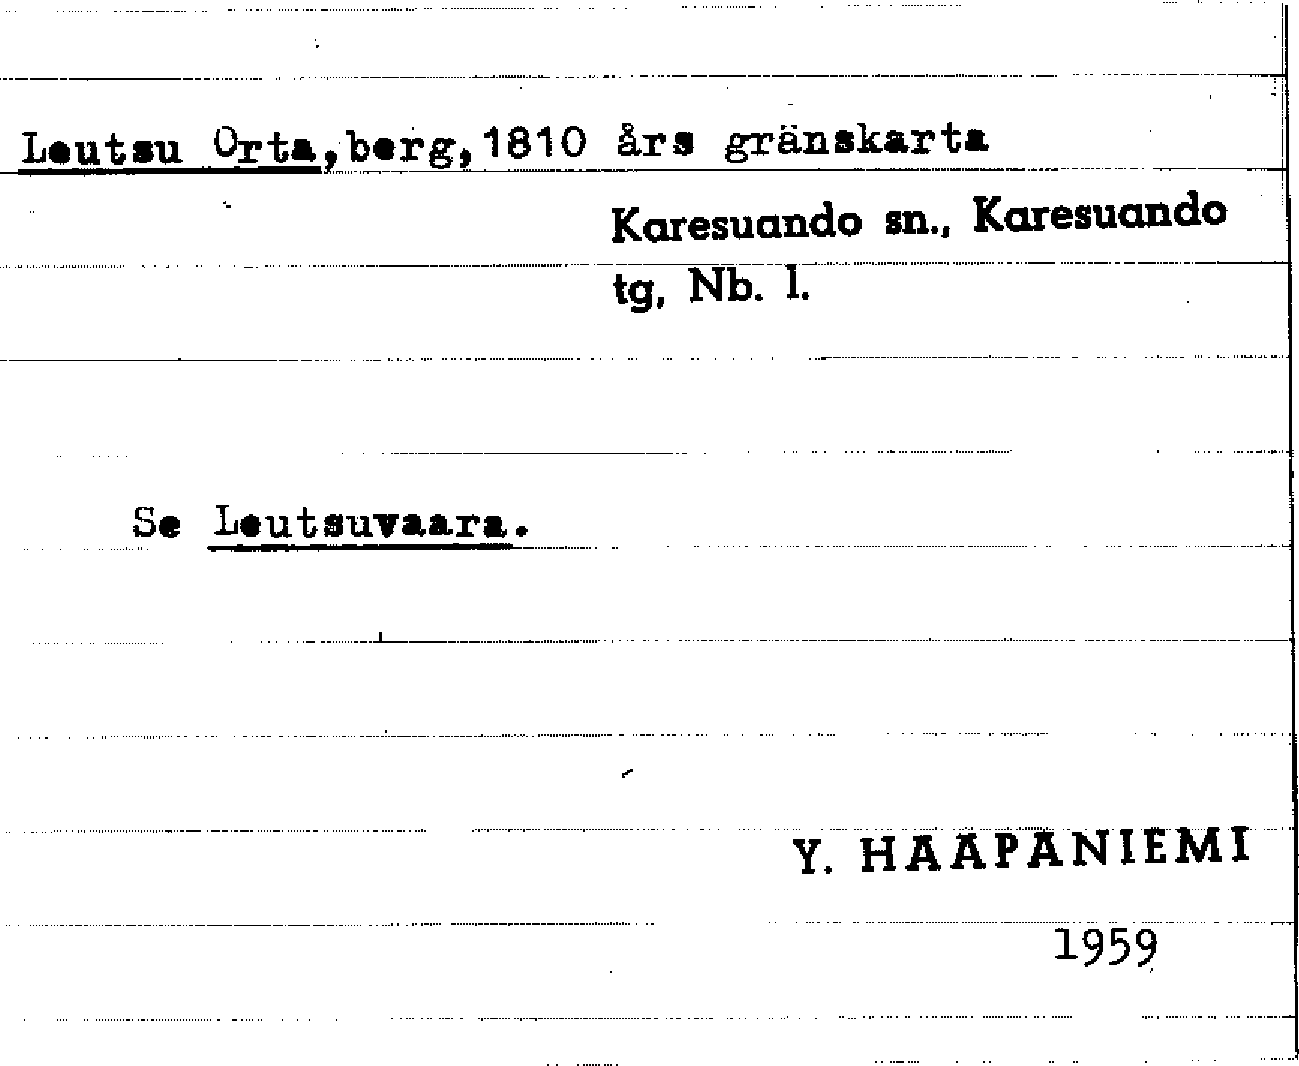 Leutsu Orta, berg, 1810 års gränskarta
Karesuando sn., Karesuando
tg, Nb. l.
Se Leutsuvaara.
Y. HAAPANIEMI
1959